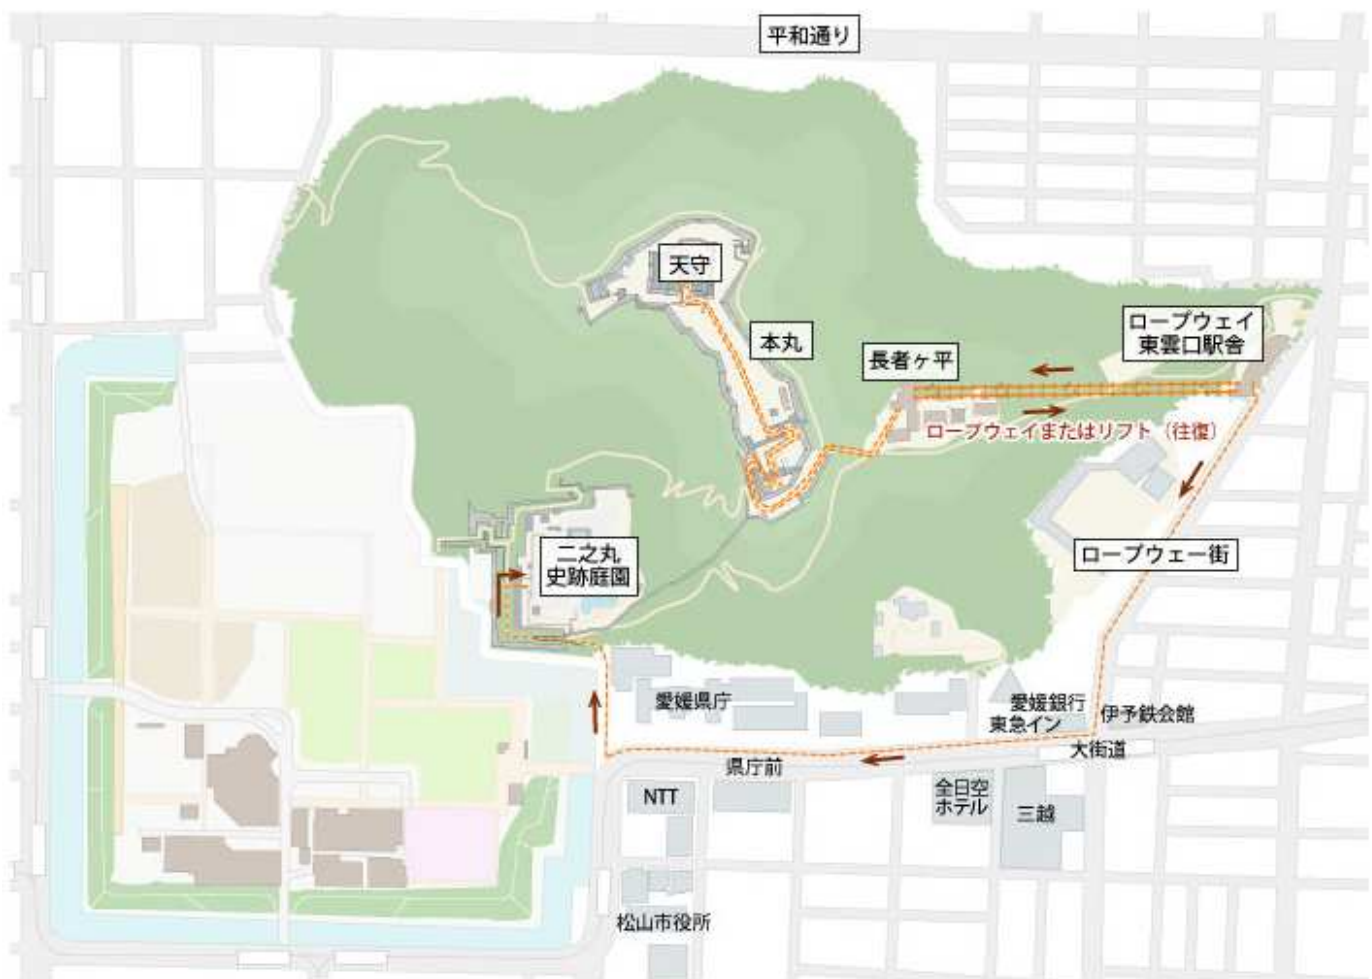 平和通り
天守
本丸
長者ヶ平
ロープウェイ
東雲口駅舎
ロープウェイまたはリフト（往復）
ロープウェー街
二之丸
史跡庭園
愛媛県庁
愛媛銀行
東急イン
伊予鉄会館
大街道
県庁前
NTT
全日空
ホテル
三越
松山市役所